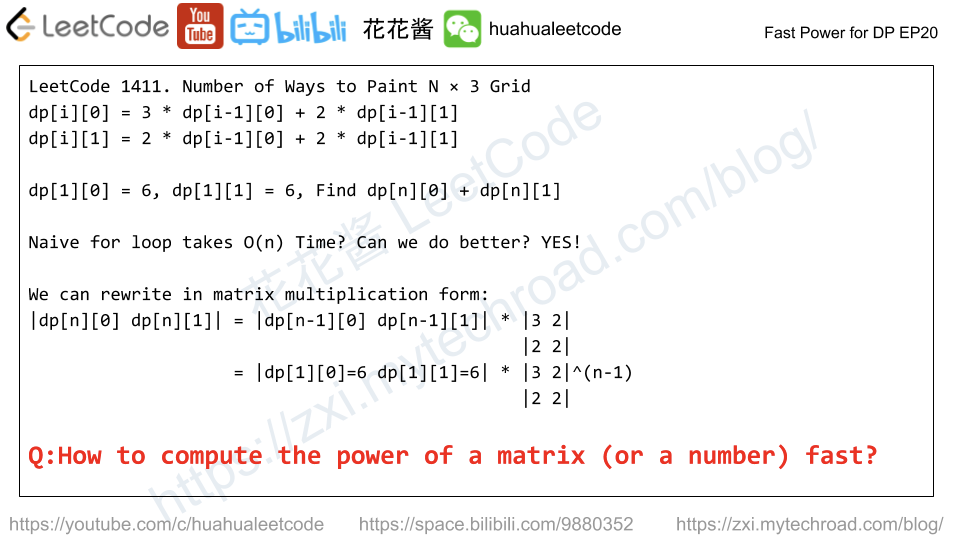 LeetCode You Tube bilibili 花花酱 huahualeetcode
Fast Power for DP EP20
LeetCode 1411. Number of Ways to Paint N × 3 Grid
dp[i][0] = 3 * dp[i-1][0] + 2 * dp[i-1][1]
dp[i][1] = 2 * dp[i-1][0] + 2 * dp[i-1][1]
dp[1][0] = 6, dp[1][1] = 6, Find dp[n][0] + dp[n][1]
Naive for loop takes O(n) Time? Can we do better? YES!
We can rewrite in matrix multiplication form:
|dp[n][0] dp[n][1]| = |dp[n-1][0] dp[n-1][1]| * |3 2|
|2 2|
= |dp[1][0]=6 dp[1][1]=6| * |3 2|^(n-1)
|2 2|
Q:How to compute the power of a matrix (or a number) fast?
花花酱 LeetCode
https://zxi.mytechroad.com/blog/
https://youtube.com/c/huahualeetcode
https://space.bilibili.com/9880352
https://zxi.mytechroad.com/blog/